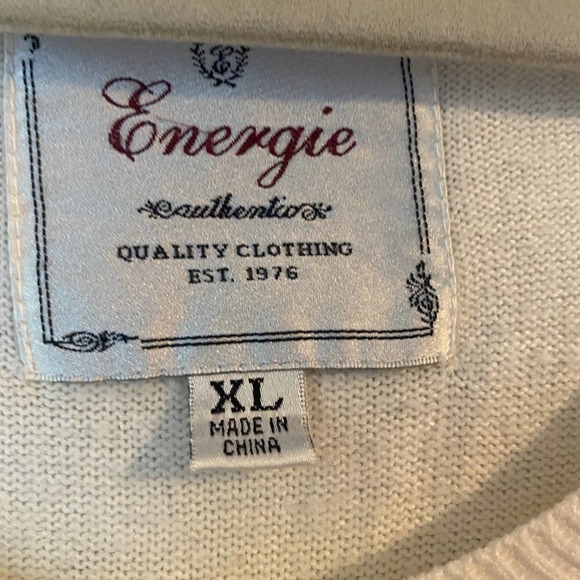 E
Energie
authentic
QUALITY CLOTHING
EST. 1976
XL
MADE IN
CHINA